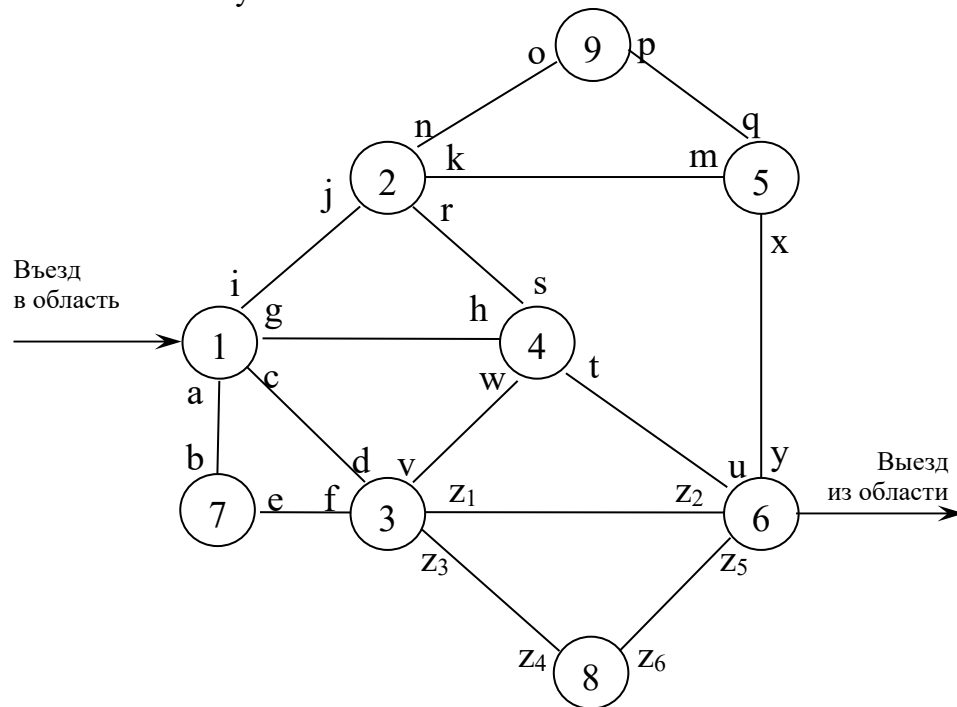 y
9
o
p
n
q
2
k
m
5
j
r
x
Въезд
в область
i
g
h
s
1
4
a
c
w
t
b
d
v
u
y
Выезд
из области
7
e
f
3
z1
z2
6
z3
z5
z4
8
z6